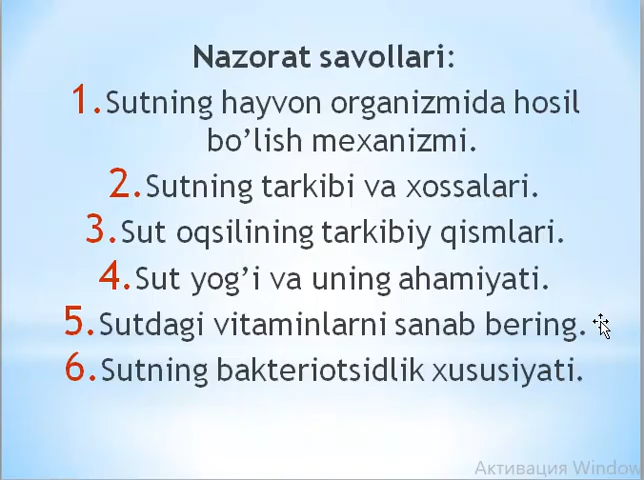 Nazorat savollari:
1.Sutning hayvon organizmida hosil
bo’lish mexanizmi.
2.Sutning tarkibi va xossalari.
3.Sut oqsilining tarkibiy qismlari.
4.Sut yog’i va uning ahamiyati.
5.Sutdagi vitaminlarni sanab bering.
6.Sutning bakteriotsidlik xususiyati.
Активация Window